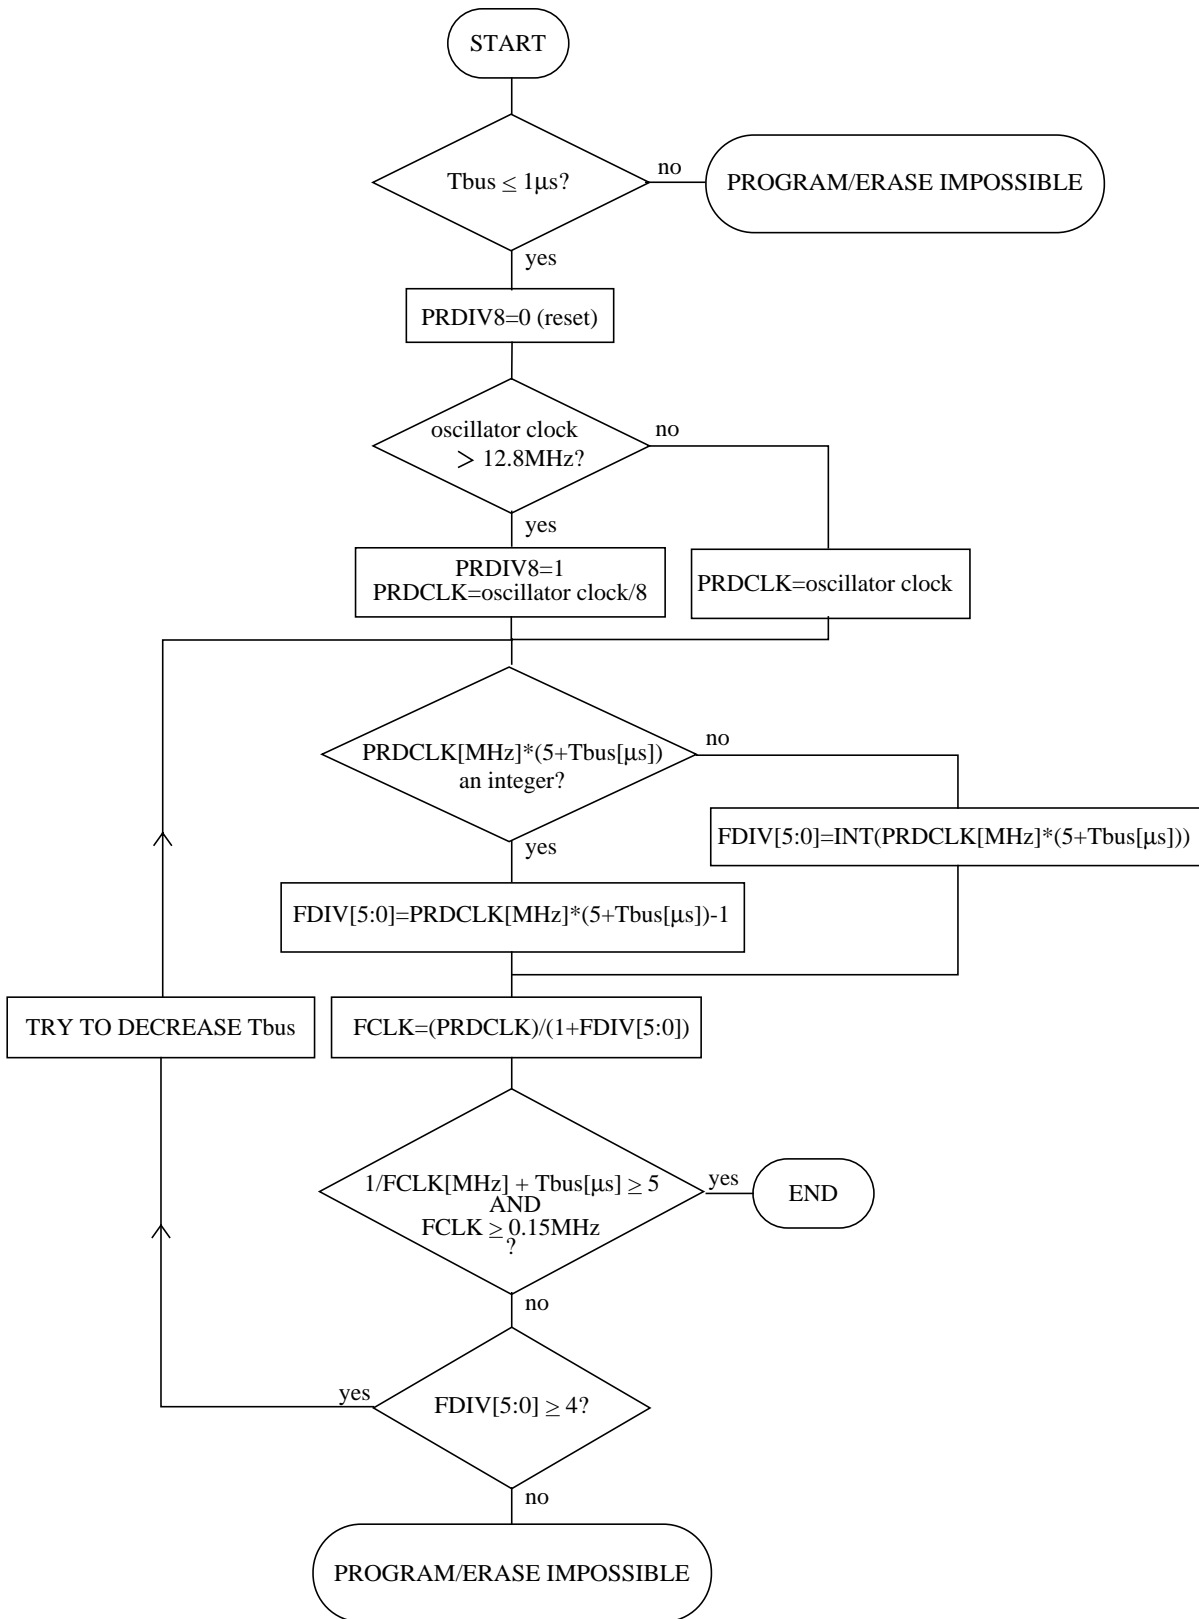 START
Tbus ≤ 1μs?
no
PROGRAM/ERASE IMPOSSIBLE
yes
PRDIV8=0 (reset)
oscillator clock
> 12.8MHz?
no
yes
PRDIV8=1
PRDCLK=oscillator clock/8
PRDCLK=oscillator clock
PRDCLK[MHz]*(5+Tbus[μs])
an integer?
no
yes
FDIV[5:0]=INT(PRDCLK[MHz]*(5+Tbus[μs]))
FDIV[5:0]=PRDCLK[MHz]*(5+Tbus[μs])-1
TRY TO DECREASE Tbus
FCLK=(PRDCLK)/(1+FDIV[5:0])
1/FCLK[MHz] + Tbus[μs] ≥ 5
AND
FCLK ≥ 0.15MHz
?
yes
END
no
FDIV[5:0] ≥ 4?
yes
no
PROGRAM/ERASE IMPOSSIBLE